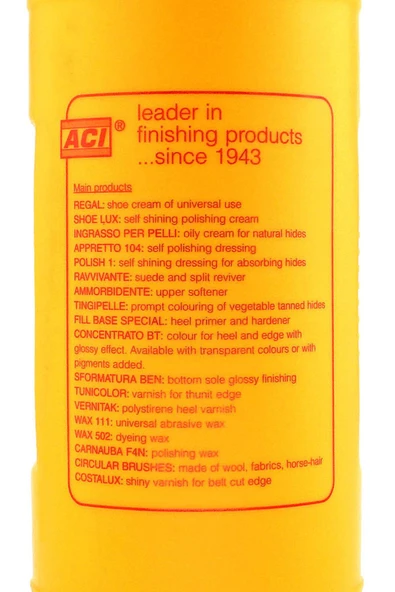 ACI®
leader in
finishing products
...since 1943
Main products
REGAL: shoe cream of universal use
SHOE LUX: self shining polishing cream
INGRASSO PER PELLI: oily cream for natural hides
APPRETTO 104: self polishing dressing
POLISH 1: self shining dressing for absorbing hides
RAVVIVANTE: suede and split reviver
AMMORBIDENTE: upper softener
TINGIPELLE: prompt colouring of vegetable tanned hides
FILL BASE SPECIAL: heel primer and hardener
CONCENTRATO BT: colour for heel and edge with
glossy effect. Available with transparent colours or with
pigments added.
SFORMATURA BEN: bottom sole glossy finishing
TUNICOLOR: varnish for thunit edge
VERNITAK: polystirene heel varnish
WAX 111: universal abrasive wax
WAX 502: dyeing wax
CARNAUBA F4N: polishing wax
CIRCULAR BRUSHES: made of wool, fabrics, horse-hair
COSTALUX: shiny varnish for belt cut edge